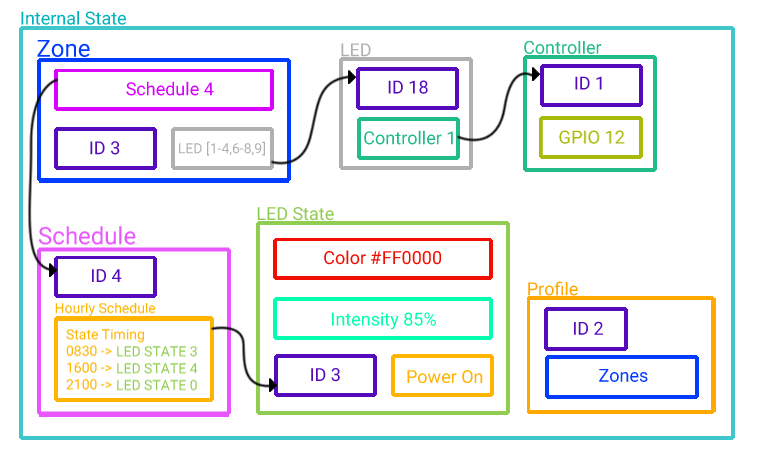 Internal State
Zone
Schedule 4
ID 3
LED [1-4,6-8,9]
LED
ID 18
Controller 1
Controller
ID 1
GPIO 12
Schedule
ID 4
Hourly Schedule
State Timing
0830 -> LED STATE 3
1600 -> LED STATE 4
2100 -> LED STATE 0
LED State
Color #FF0000
Intensity 85%
ID 3
Power On
Profile
ID 2
Zones